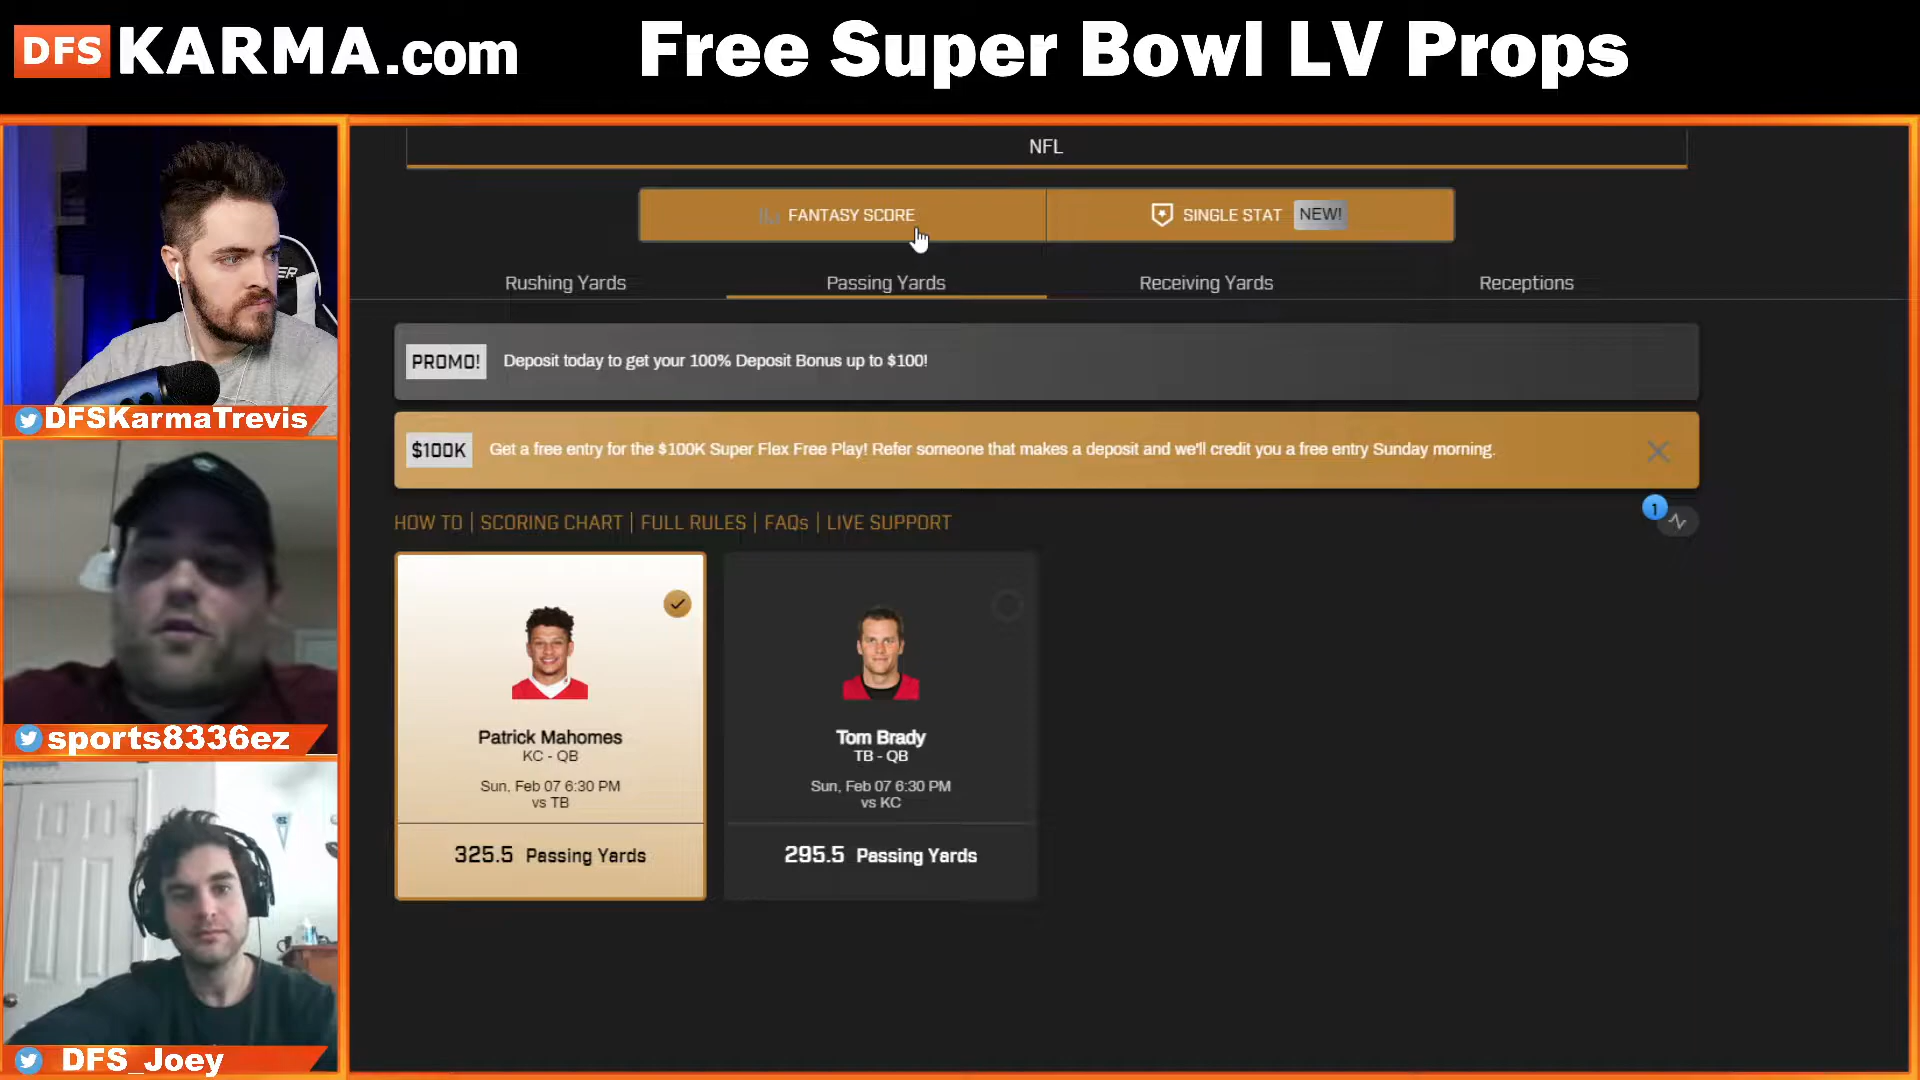 DFS KARMA.com
Free Super Bowl LV Props
NFL
FANTASY SCORE
SINGLE STAT NEW!
Rushing Yards
Passing Yards
Receiving Yards
Receptions
PROMO! Deposit today to get your 100% Deposit Bonus up to $100!
$100K Get a free entry for the $100K Super Flex Free Play! Refer someone that makes a deposit and we'll credit you a free entry Sunday morning.
1
HOW TO | SCORING CHART | FULL RULES | FAQs | LIVE SUPPORT
Patrick Mahomes
KC - QB
Sun, Feb 07 6:30 PM
vs TB
325.5 Passing Yards
Tom Brady
TB - QB
Sun, Feb 07 6:30 PM
vs KC
295.5 Passing Yards
DFSKarmaTrevis
sports8336ez
DFS_Joey